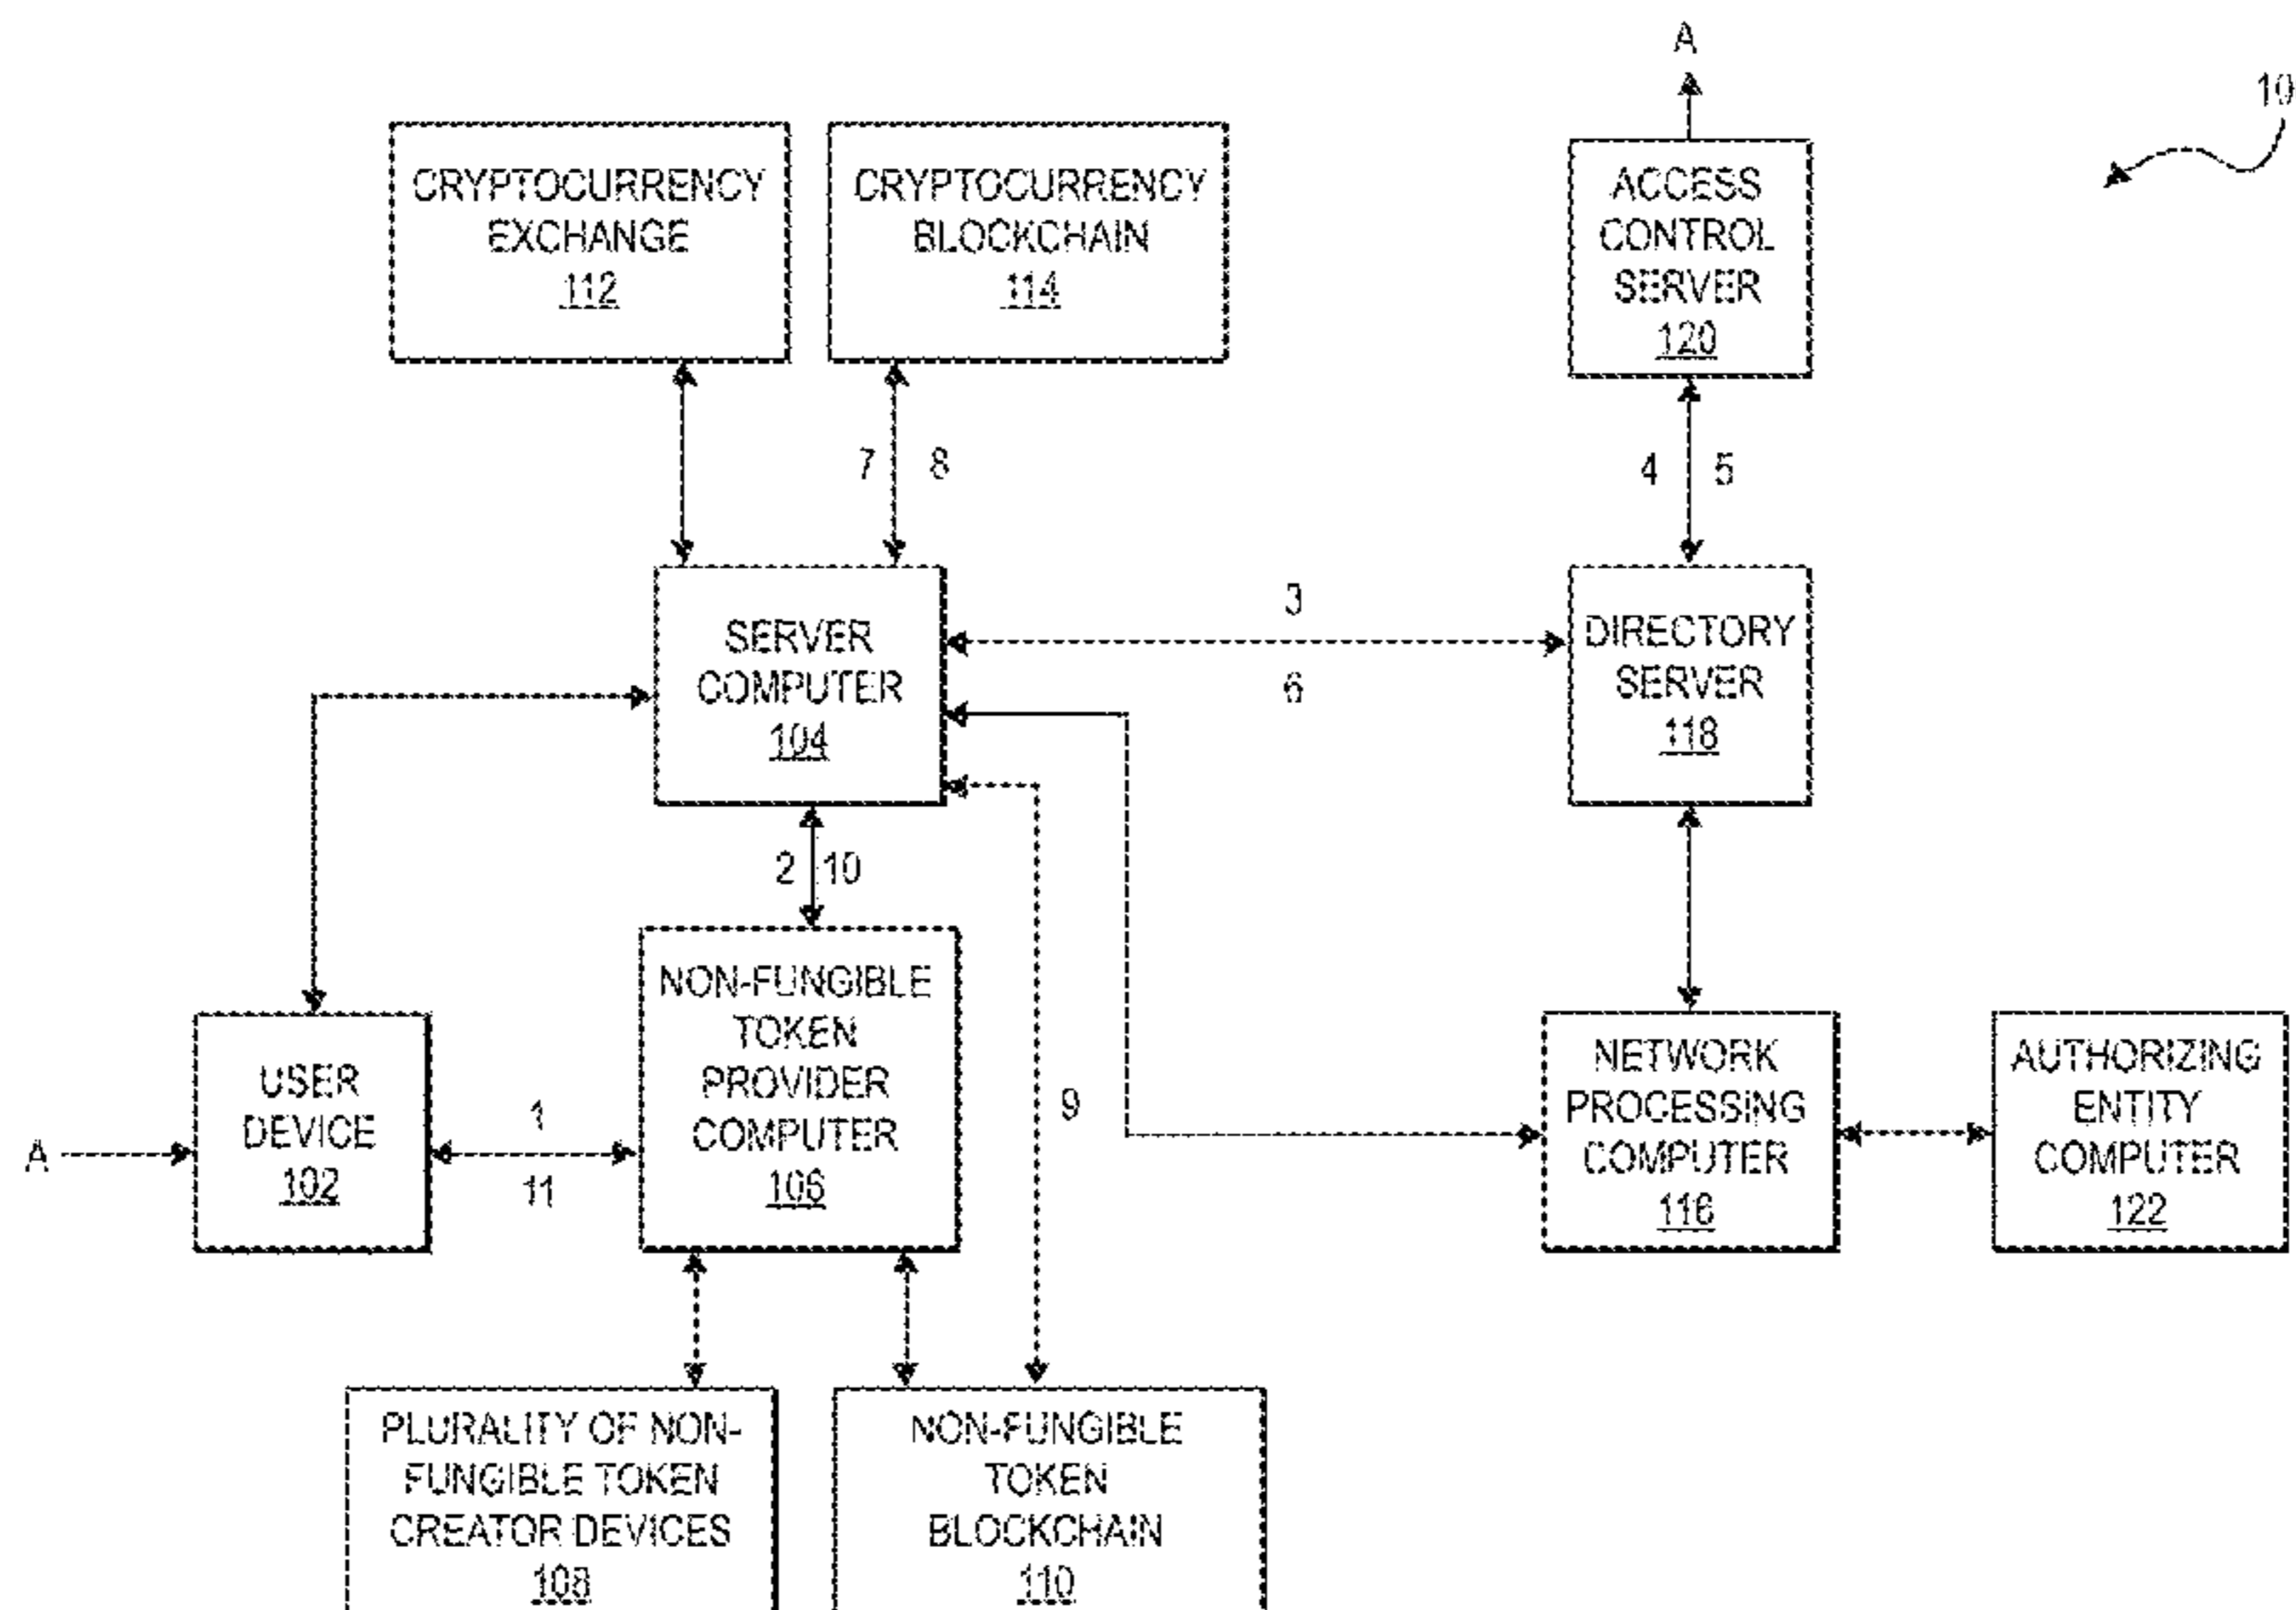 A
10
CRYPTOCURRENCY
EXCHANGE
112
CRYPTOCURRENCY
BLOCKCHAIN
114
ACCESS
CONTROL
SERVER
120
7
8
4
5
SERVER
COMPUTER
104
3
6
DIRECTORY
SERVER
118
2
10
USER
DEVICE
102
A
1
11
NON-FUNGIBLE
TOKEN
PROVIDER
COMPUTER
106
9
NETWORK
PROCESSING
COMPUTER
116
AUTHORIZING
ENTITY
COMPUTER
122
PLURALITY OF NON-
FUNGIBLE TOKEN
CREATOR DEVICES
108
NON-FUNGIBLE
TOKEN
BLOCKCHAIN
110